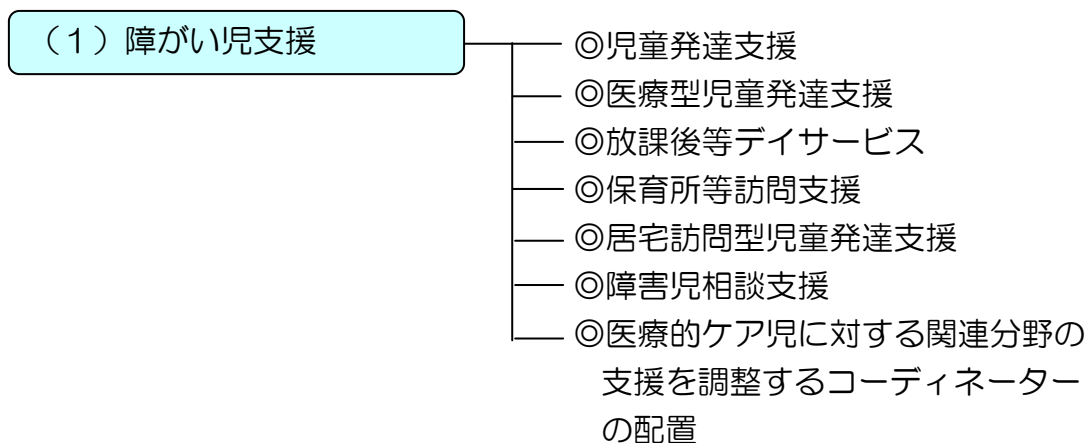 （1）障がい児支援
◎児童発達支援
◎医療型児童発達支援
◎放課後等デイサービス
◎保育所等訪問支援
◎居宅訪問型児童発達支援
◎障害児相談支援
◎医療的ケア児に対する関連分野の
支援を調整するコーディネーター
の配置